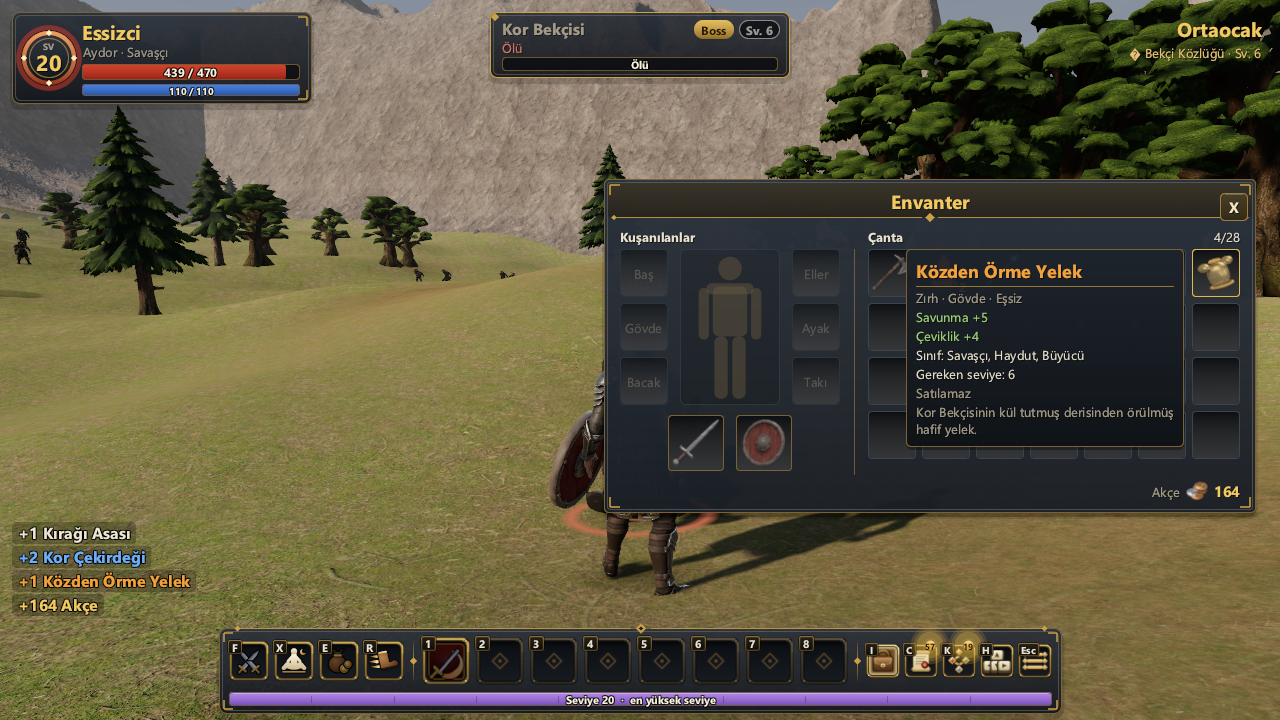 SV
20
Essizci
Aydor · Savaşçı
439 / 470
110 / 110
Kor Bekçisi
Boss
Sv. 6
Ölü
Ölü
Ortaocak
Bekçi Közlüğü · Sv. 6
Envanter
X
Kuşanılanlar
Baş
Eller
Gövde
Ayak
Bacak
Takı
Çanta
4/28
Közden Örme Yelek
Zırh · Gövde · Eşsiz
Savunma +5
Çeviklik +4
Sınıf: Savaşçı, Haydut, Büyücü
Gereken seviye: 6
Satılamaz
Kor Bekçisinin kül tutmuş derisinden örülmüş
hafif yelek.
Akçe 164
+1 Kırağı Asası
+2 Kor Çekirdeği
+1 Közden Örme Yelek
+164 Akçe
F X E R 1 2 3 4 5 6 7 8 I C 57 K 19 H Esc
Seviye 20 · en yüksek seviye